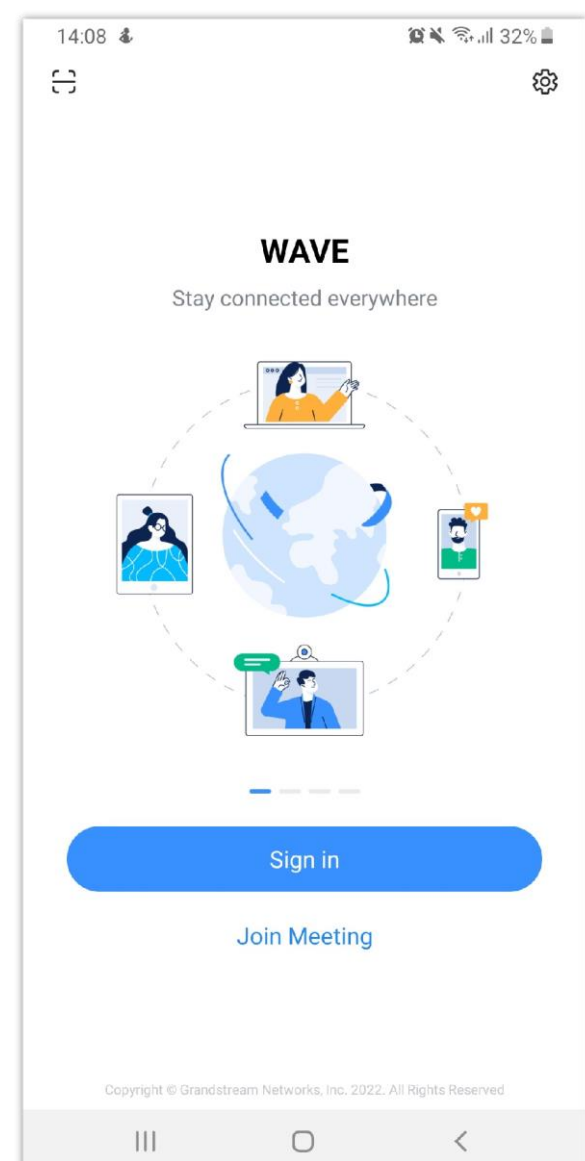 14:08 32%
WAVE
Stay connected everywhere
Sign in
Join Meeting
Copyright © Grandstream Networks, Inc. 2022. All Rights Reserved